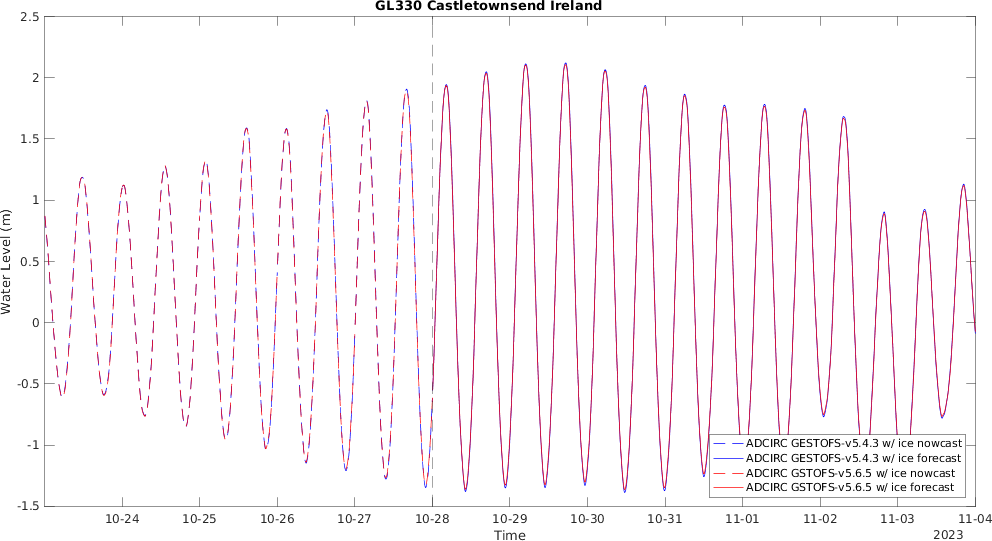 GL330 Castletownsend Ireland
2.5
2
1.5
1
0.5
0
-0.5
-1
-1.5
Water Level (m)
ADCIRC GESTOFS-v5.4.3 w/ ice nowcast
ADCIRC GESTOFS-v5.4.3 w/ ice forecast
ADCIRC GSTOFS-v5.6.5 w/ ice nowcast
ADCIRC GSTOFS-v5.6.5 w/ ice forecast
10-24 10-25 10-26 10-27 10-28 10-29 10-30 10-31 11-01 11-02 11-03 11-04
Time
2023